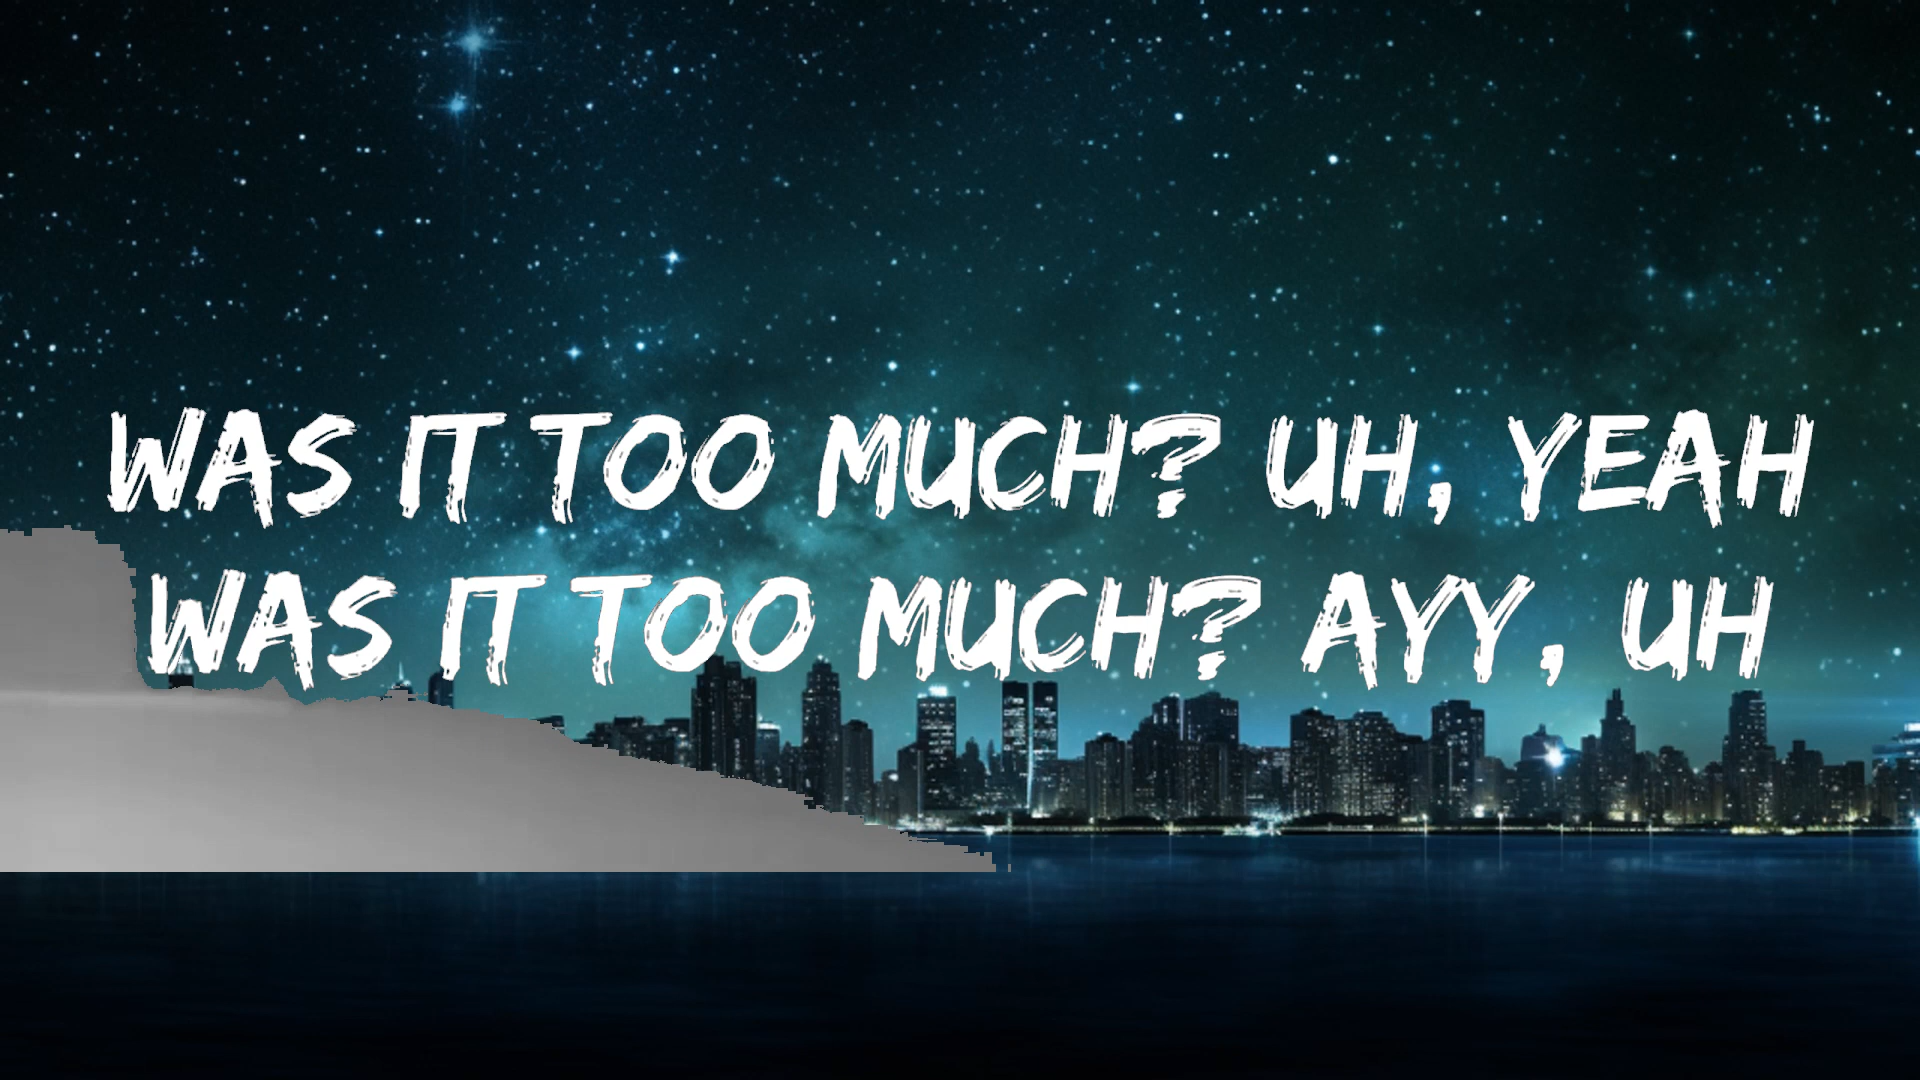 WAS IT TOO MUCH? UH, YEAH
WAS IT TOO MUCH? AYY, UH